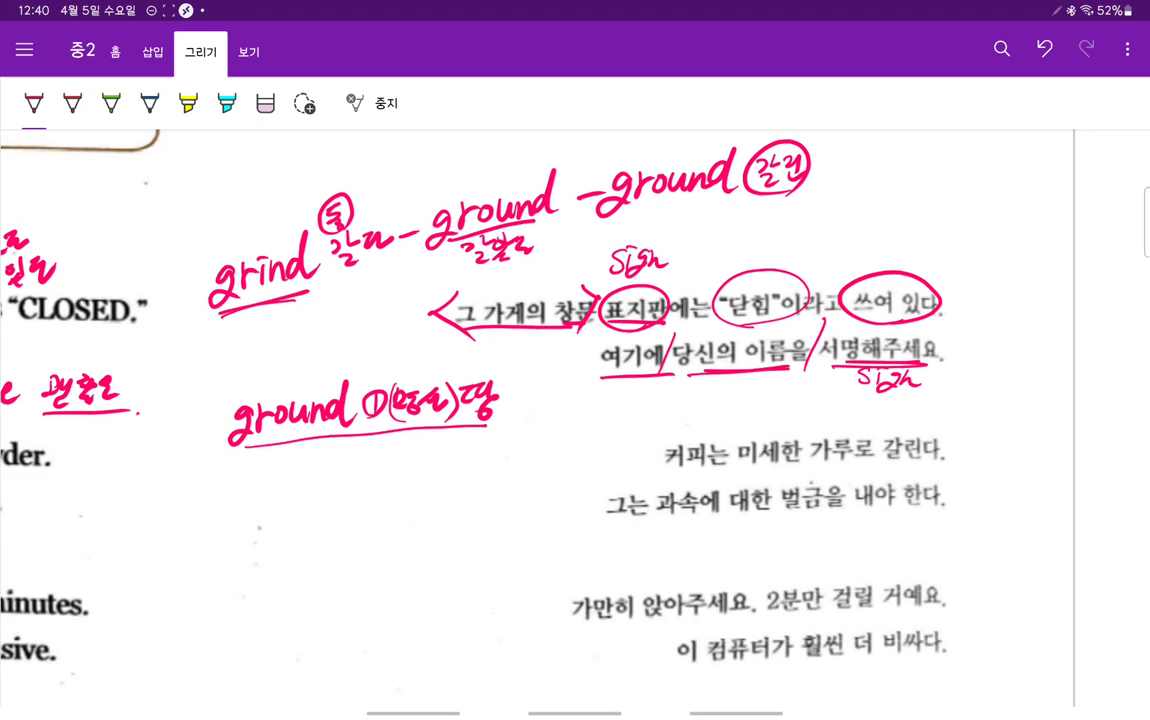 12:40 4월 5일 수요일 52%
중2 홈 삽입 그리기 보기
중지
grind 갈다 - ground - ground 갈린
sign
"CLOSED." 그 가게의 창문 표지판에는 “닫힘”이라고 쓰여 있다.
여기에 당신의 이름을 서명해주세요.
sign
ground ①(명사) 땅
der. 커피는 미세한 가루로 갈린다.
그는 과속에 대한 벌금을 내야 한다.
inutes. 가만히 앉아주세요. 2분만 걸릴 거예요.
sive. 이 컴퓨터가 훨씬 더 비싸다.